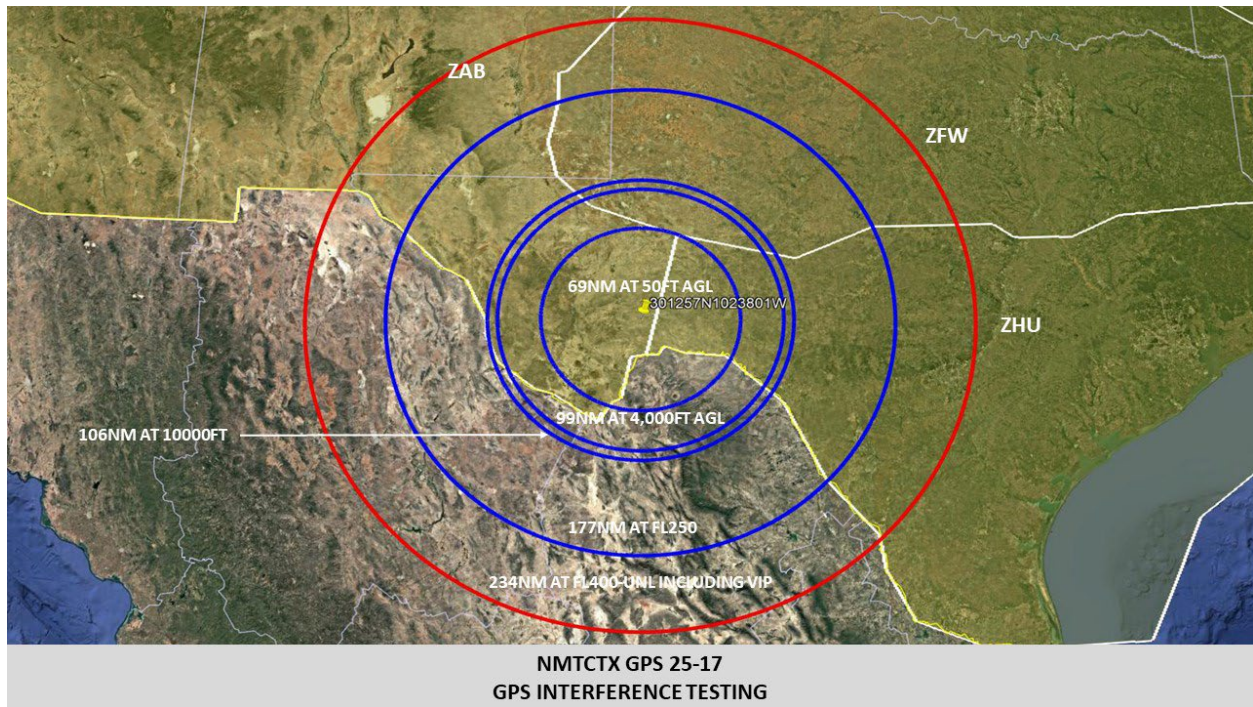 ZAB
ZFW
69NM AT 50FT AGL
301257N1023801W
ZHU
99NM AT 4,000FT AGL
106NM AT 10000FT
177NM AT FL250
234NM AT FL400-UNL INCLUDING VIP
NMTCTX GPS 25-17
GPS INTERFERENCE TESTING